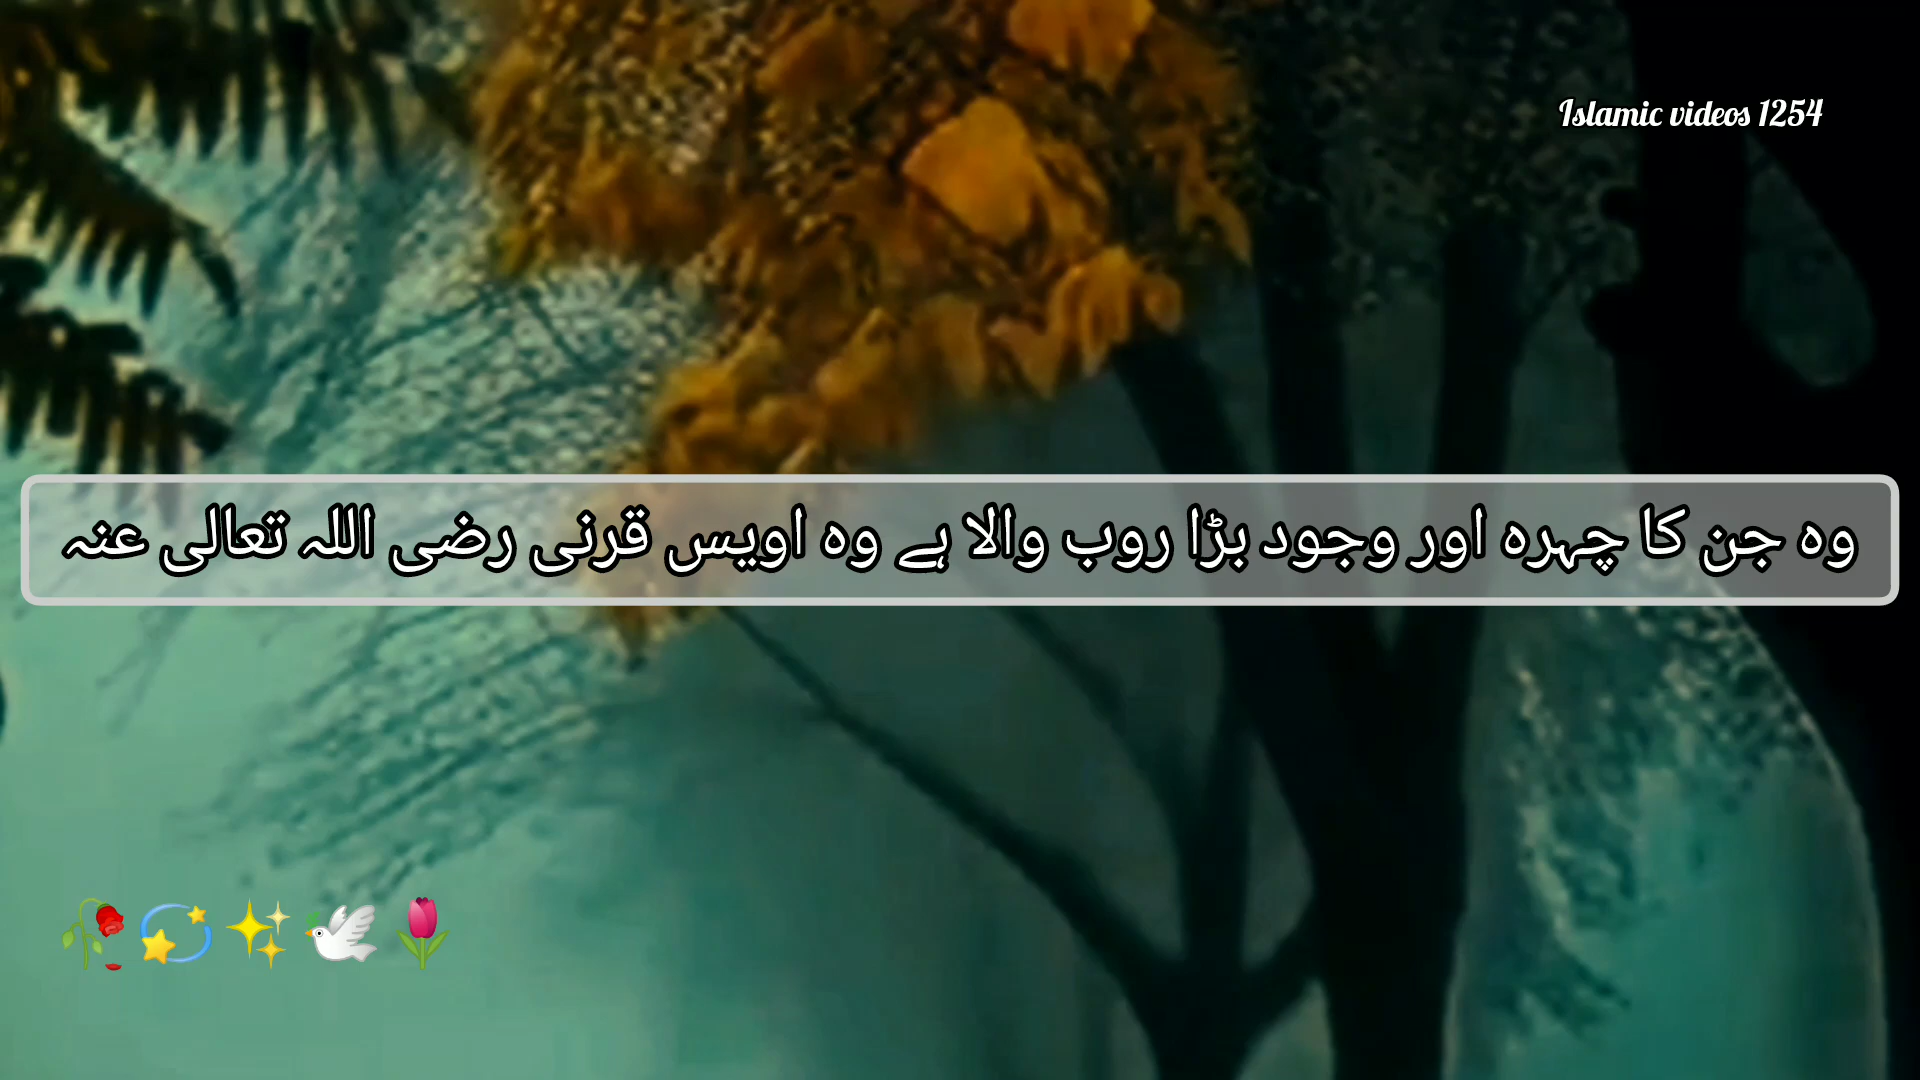 Islamic videos 1254
وہ جن کا چہرہ اور وجود بڑا روب والا ہے وہ اویس قرنی رضی اللہ تعالی عنہ